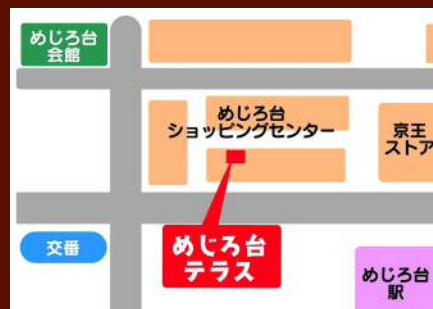 めじろ台
会館
めじろ台
ショッピングセンター
京王
ストア
交番
めじろ台
テラス
めじろ台
駅